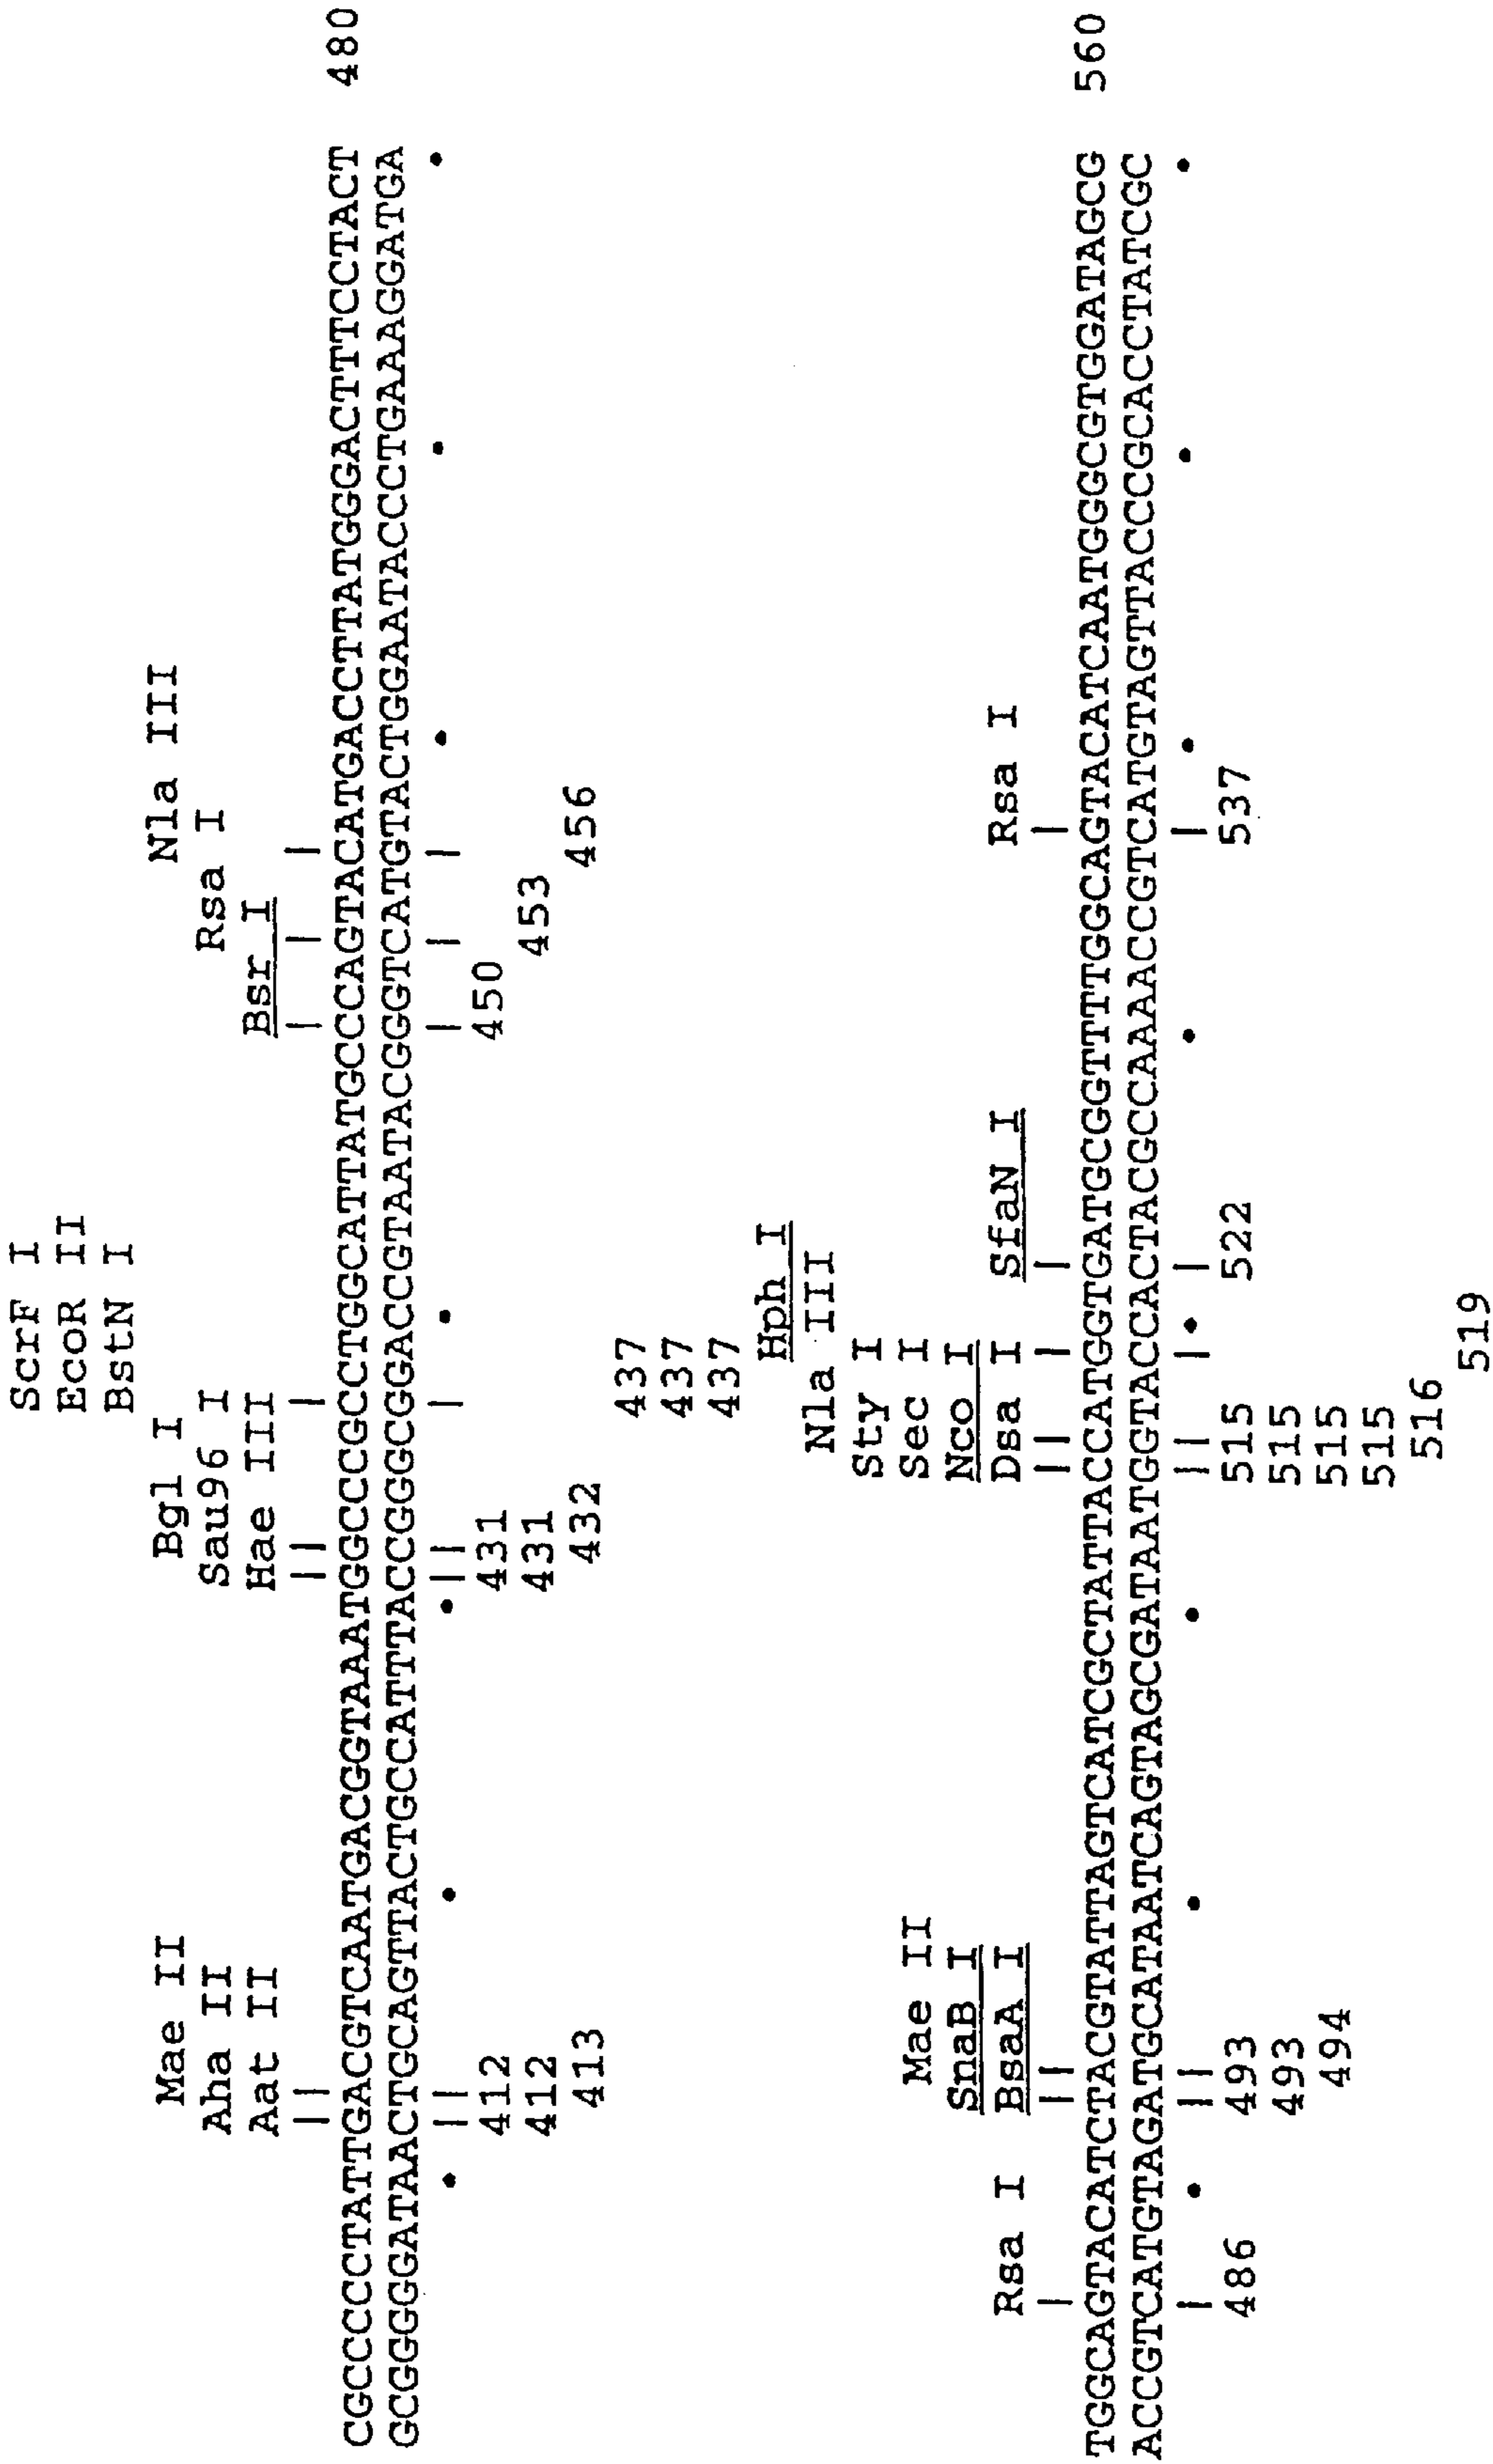 ScrF I
EcoR II
BstN I
Mae II Bgl I Nla III
Aha II Sau96 I Rsa I
Aat II Hae III Bsr I
CGCCCCCTATTGACGTCAATGACGGTAAATGGCCCGCCTGGCATTATGCCCAGTACATGACCTTATGGGACTTTCCTACT 480
GCGGGGGATAACTGCAGTTACTGCCATTTACCGGGCGGACCGTAATACGGGTCATGTACTGGAATACCCTGAAAGGATGA
412 431 450
412 431 453
413 432 456
437
437
437
Hph I
Nla III
Sty I
Mae II Sec I
SnaB I Nco I
Rsa I BsaA I Dsa I SfaN I Rsa I
TGGCAGTACATCTACGTATTAGTCATCGCTATTACCATGGTGATGCGGTTTTGGCAGTACATCAATGGGCGTGGATAGCG 560
ACCGTCATGTAGATGCATAATCAGTAGCGATAATGGTACCACTACGCCAAAACCGTCATGTAGTTACCCGCACCTATCGC
486 493 515 522 537
493 515
494 515
515
516
519